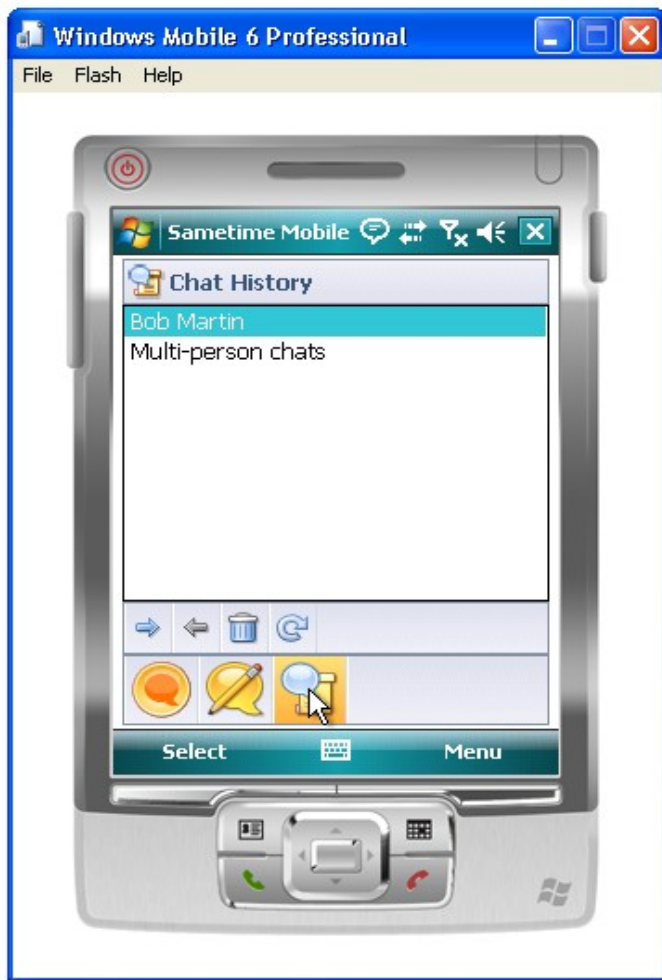 Windows Mobile 6 Professional
File Flash Help
Sametime Mobile
Chat History
Bob Martin
Multi-person chats
Select Menu